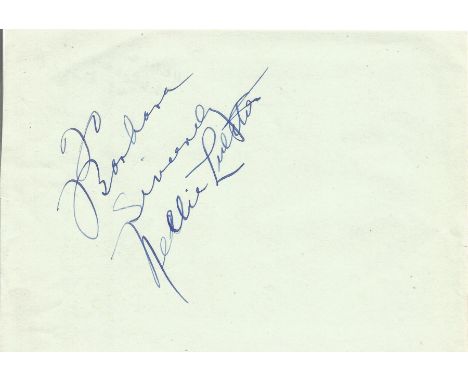 To
Barbara
Sincerely
Nellie Lutcher